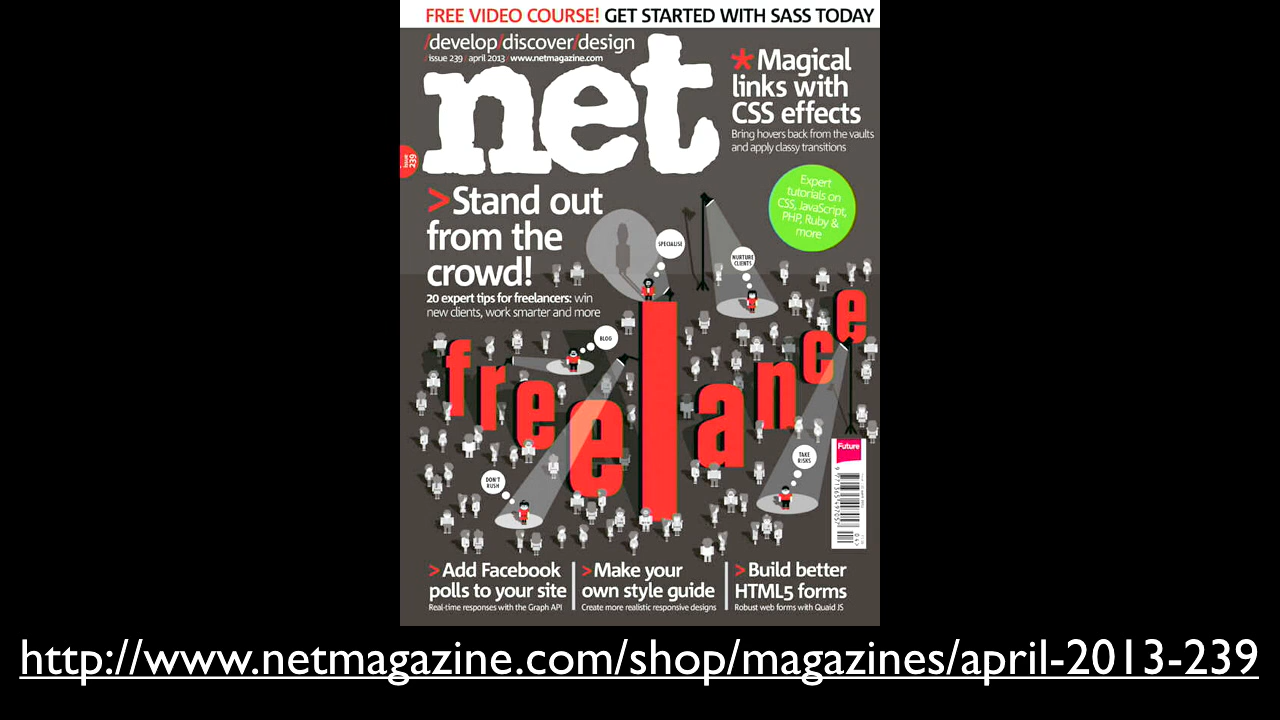 FREE VIDEO COURSE! GET STARTED WITH SASS TODAY
/develop/discover/design
/issue 239 / april 2013 / www.netmagazine.com
net
* Magical
links with
CSS effects
Bring hovers back from the vaults
and apply classy transitions
issue
239
Expert
tutorials on
CSS, JavaScript,
PHP, Ruby &
more
>Stand out
from the
crowd!
20 expert tips for freelancers: win
new clients, work smarter and more
SPECIALISE
NURTURE
CLIENTS
BLOG
freelance
TAKE
RISKS
DON'T
RUSH
Future
>Add Facebook
polls to your site
Real-time responses with the Graph API
>Make your
own style guide
Create more realistic responsive designs
>Build better
HTML5 forms
Robust web forms with Quaid JS
http://www.netmagazine.com/shop/magazines/april-2013-239